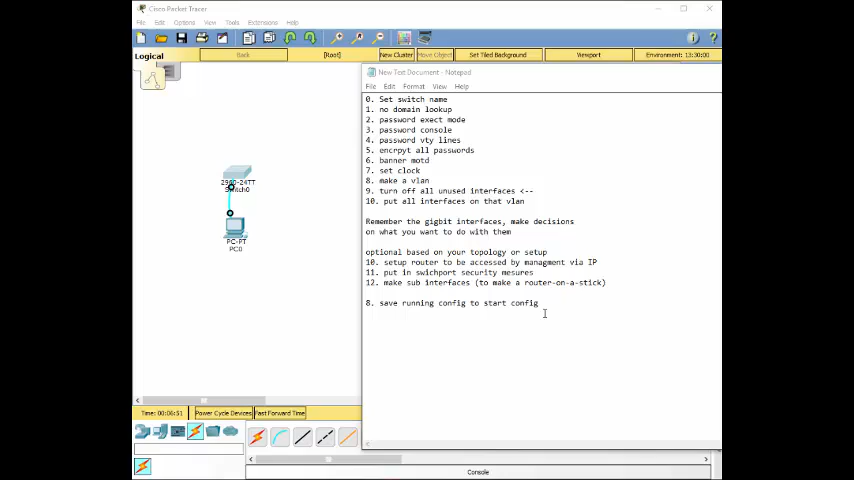 Cisco Packet Tracer
File Edit Options View Tools Extensions Help
Logical
Back
[Root]
New Cluster
Move Object
Set Tiled Background
Viewport
Environment: 13:30:00
New Text Document - Notepad
File Edit Format View Help
0. Set switch name
1. no domain lookup
2. password exect mode
3. password console
4. password vty lines
5. encrpyt all passwords
6. banner motd
7. set clock
8. make a vlan
9. turn off all unused interfaces <--
10. put all interfaces on that vlan
Remember the gigbit interfaces, make decisions
on what you want to do with them
optional based on your topology or setup
10. setup router to be accessed by managment via IP
11. put in swichport security mesures
12. make sub interfaces (to make a router-on-a-stick)
8. save running config to start config
2960-24TT
Switch0
PC-PT
PC0
Time: 00:06:51
Power Cycle Devices
Fast Forward Time
Console